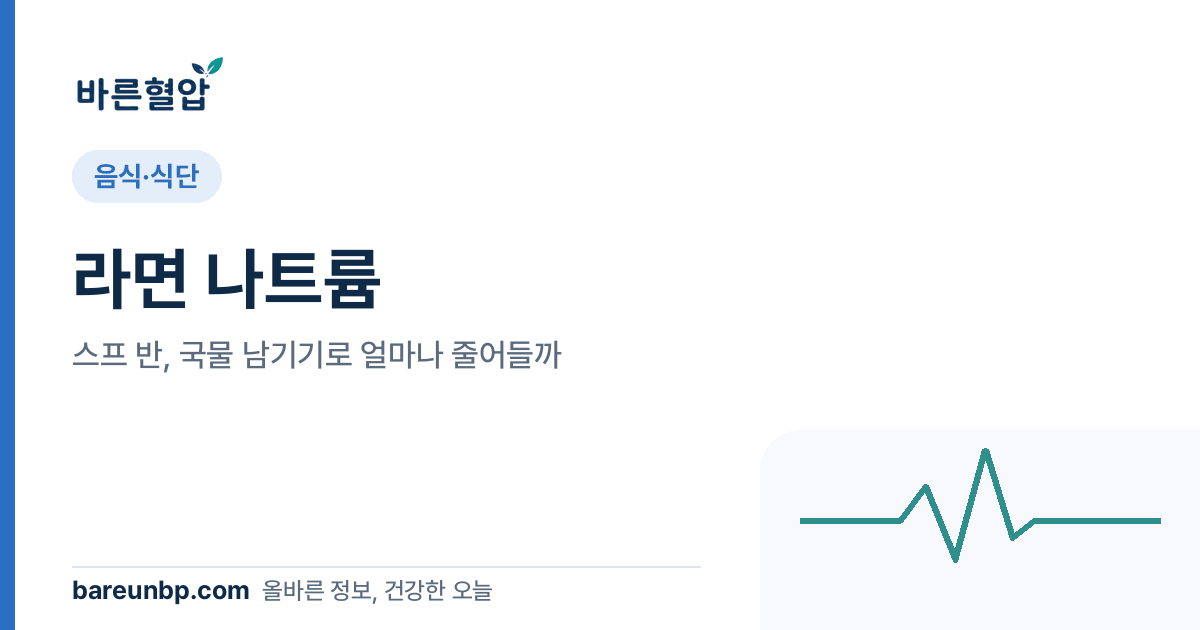 바른혈압
음식·식단
라면 나트륨
스프 반, 국물 남기기로 얼마나 줄어들까
bareunbp.com 올바른 정보, 건강한 오늘